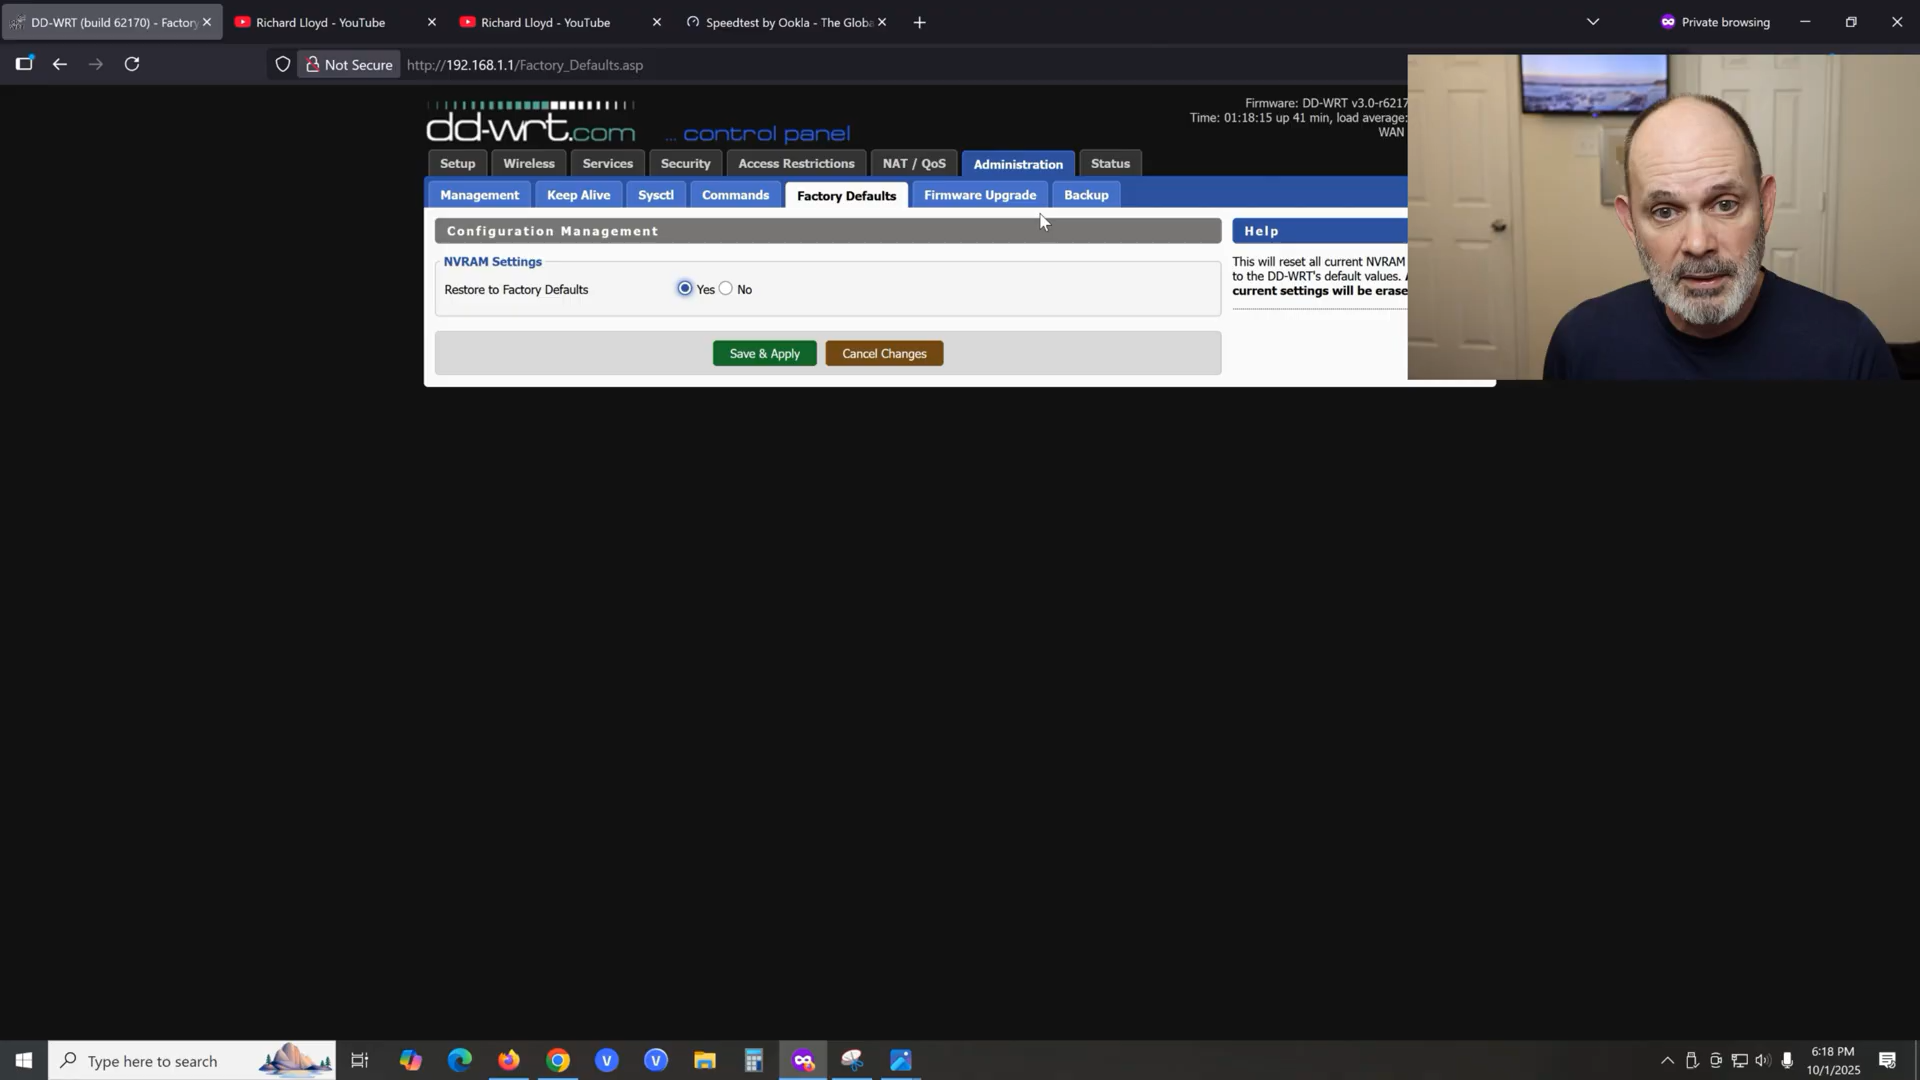 DD-WRT (build 62170) - Factory
Richard Lloyd - YouTube
Richard Lloyd - YouTube
Speedtest by Ookla - The Globa
Private browsing
Not Secure
http://192.168.1.1/Factory_Defaults.asp
dd-wrt.com
... control panel
Firmware: DD-WRT v3.0-r6217
Time: 01:18:15 up 41 min, load average:
WAN
Setup
Wireless
Services
Security
Access Restrictions
NAT / QoS
Administration
Status
Management
Keep Alive
Sysctl
Commands
Factory Defaults
Firmware Upgrade
Backup
Configuration Management
Help
NVRAM Settings
Restore to Factory Defaults
Yes
No
This will reset all current NVRAM
to the DD-WRT's default values.
current settings will be erase
Save & Apply
Cancel Changes
Type here to search
V
V
6:18 PM
10/1/2025